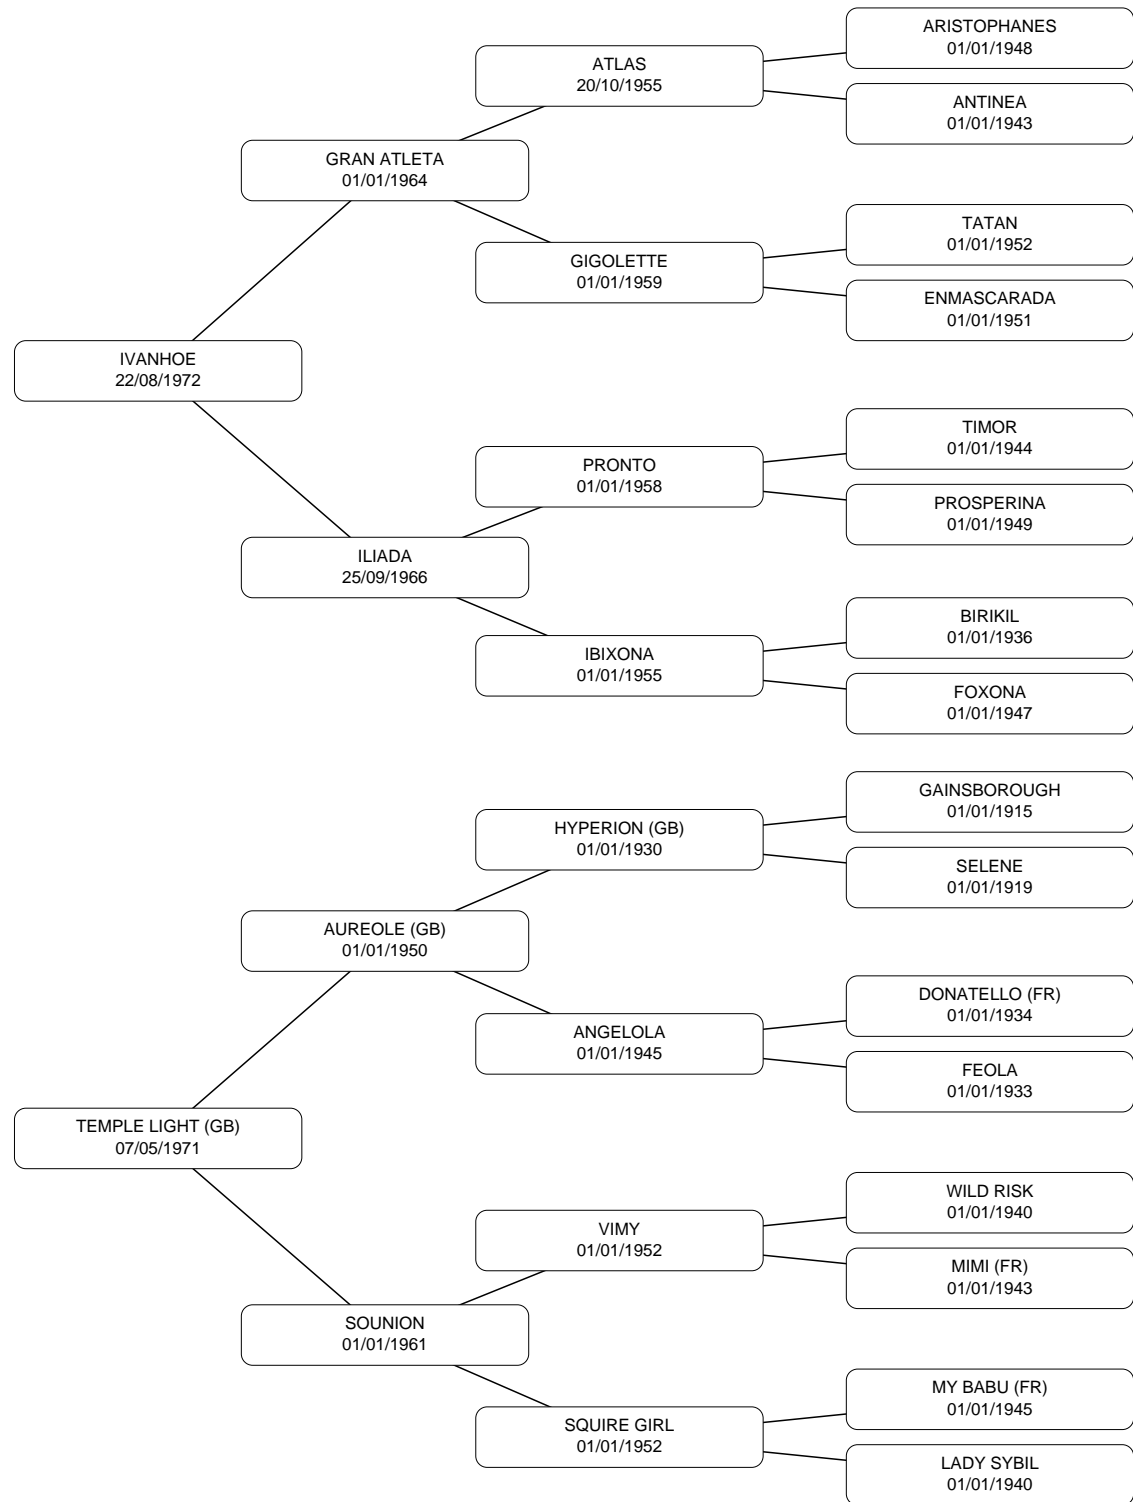 ARISTOPHANES
01/01/1948
ATLAS
20/10/1955
ANTINEA
01/01/1943
GRAN ATLETA
01/01/1964
TATAN
01/01/1952
GIGOLETTE
01/01/1959
ENMASCARADA
01/01/1951
IVANHOE
22/08/1972
TIMOR
01/01/1944
PRONTO
01/01/1958
PROSPERINA
01/01/1949
ILIADA
25/09/1966
BIRIKIL
01/01/1936
IBIXONA
01/01/1955
FOXONA
01/01/1947
GAINSBOROUGH
01/01/1915
HYPERION (GB)
01/01/1930
SELENE
01/01/1919
AUREOLE (GB)
01/01/1950
DONATELLO (FR)
01/01/1934
ANGELOLA
01/01/1945
FEOLA
01/01/1933
TEMPLE LIGHT (GB)
07/05/1971
WILD RISK
01/01/1940
VIMY
01/01/1952
MIMI (FR)
01/01/1943
SOUNION
01/01/1961
MY BABU (FR)
01/01/1945
SQUIRE GIRL
01/01/1952
LADY SYBIL
01/01/1940